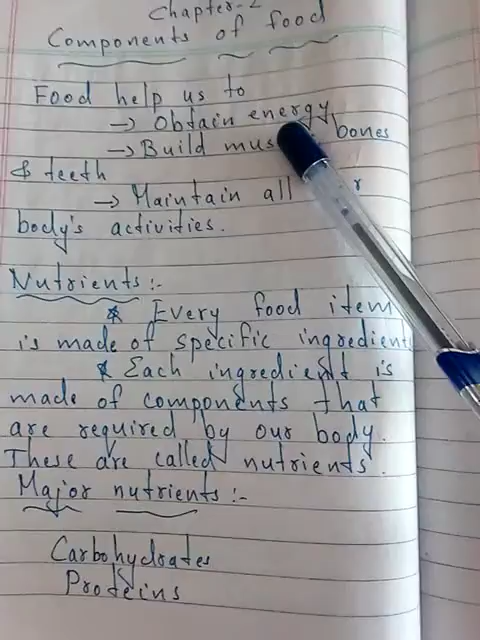 Chapter-2
Components of food
Food help us to
→ Obtain energy
→ Build bones
& teeth
→ Maintain all
body's activities.
Nutrients :-
* Every food item
is made of specific ingredient
* Each ingredient is
made of components that
are required by our body.
These are called nutrients.
Major nutrients :-
Carbohydrates
Proteins